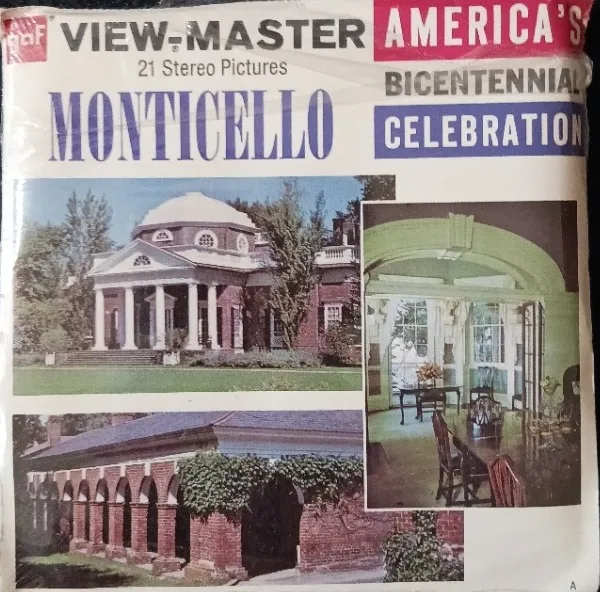 gaf
VIEW-MASTER
21 Stereo Pictures
MONTICELLO
AMERICA'S
BICENTENNIAL
CELEBRATION
A